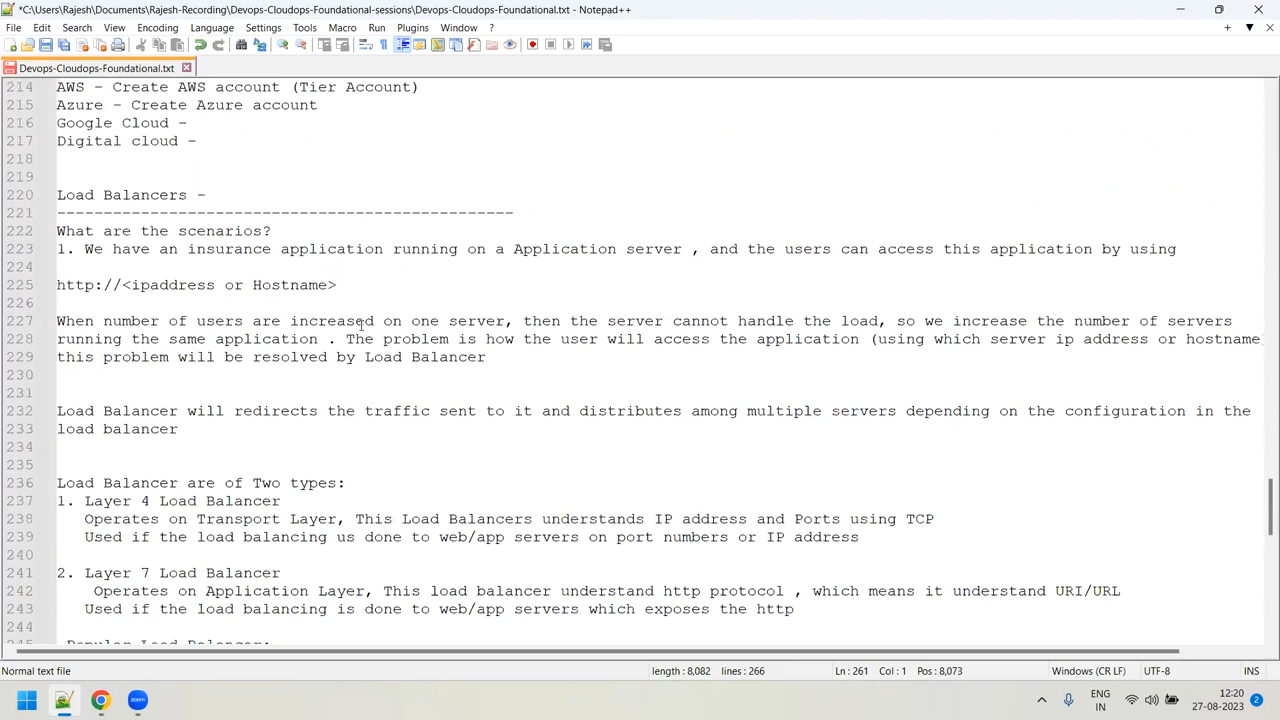 *C:\Users\Rajesh\Documents\Rajesh-Recording\Devops-Cloudops-Foundational-sessions\Devops-Cloudops-Foundational.txt - Notepad++
File Edit Search View Encoding Language Settings Tools Macro Run Plugins Window ?
Devops-Cloudops-Foundational.txt
214 AWS - Create AWS account (Tier Account)
215 Azure - Create Azure account
216 Google Cloud -
217 Digital cloud -
218
219
220 Load Balancers -
221 -------------------------------------------------
222 What are the scenarios?
223 1. We have an insurance application running on a Application server , and the users can access this application by using
224
225 http://<ipaddress or Hostname>
226
227 When number of users are increased on one server, then the server cannot handle the load, so we increase the number of servers
228 running the same application . The problem is how the user will access the application (using which server ip address or hostname)
229 this problem will be resolved by Load Balancer
230
231
232 Load Balancer will redirects the traffic sent to it and distributes among multiple servers depending on the configuration in the
233 load balancer
234
235
236 Load Balancer are of Two types:
237 1. Layer 4 Load Balancer
238 Operates on Transport Layer, This Load Balancers understands IP address and Ports using TCP
239 Used if the load balancing us done to web/app servers on port numbers or IP address
240
241 2. Layer 7 Load Balancer
242 Operates on Application Layer, This load balancer understand http protocol , which means it understand URI/URL
243 Used if the load balancing is done to web/app servers which exposes the http
244
245 Popular Load Balancer:
Normal text file length : 8,082 lines : 266 Ln : 261 Col : 1 Pos : 8,073 Windows (CR LF) UTF-8 INS
zoom
ENG
IN
12:20
27-08-2023
2